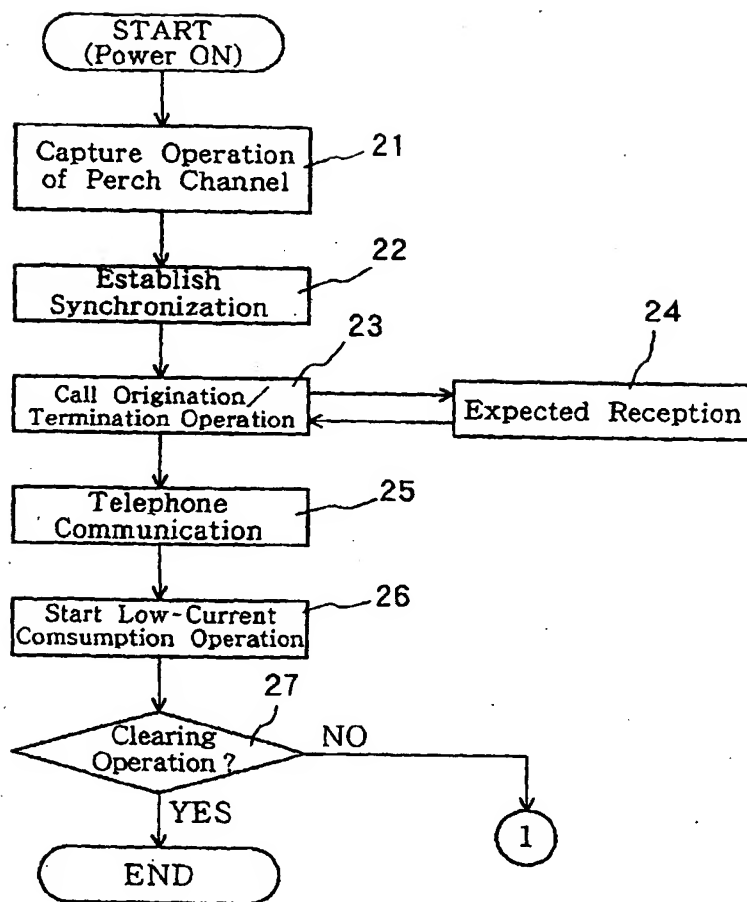 START
(Power ON)
Capture Operation
of Perch Channel
21
Establish
Synchronization
22
Call Origination/
Termination Operation
23
Expected Reception
24
Telephone
Communication
25
Start Low-Current
Comsumption Operation
26
Clearing
Operation?
27
NO
YES
1
END